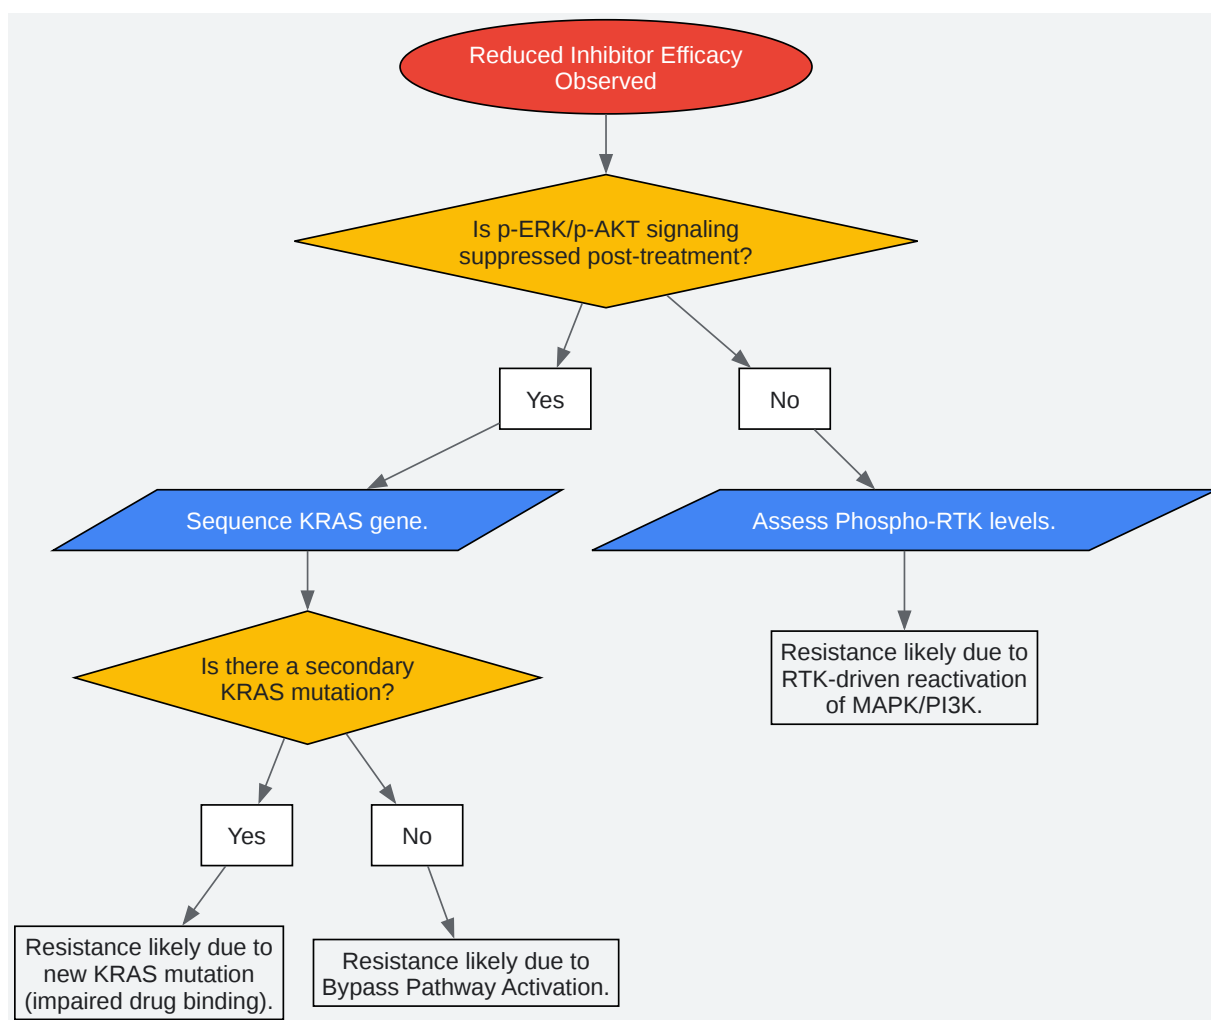 Reduced Inhibitor Efficacy
Observed
Is p-ERK/p-AKT signaling
suppressed post-treatment?
Yes
No
Sequence KRAS gene.
Assess Phospho-RTK levels.
Is there a secondary
KRAS mutation?
Resistance likely due to
RTK-driven reactivation
of MAPK/PI3K.
Yes
No
Resistance likely due to
new KRAS mutation
(impaired drug binding).
Resistance likely due to
Bypass Pathway Activation.